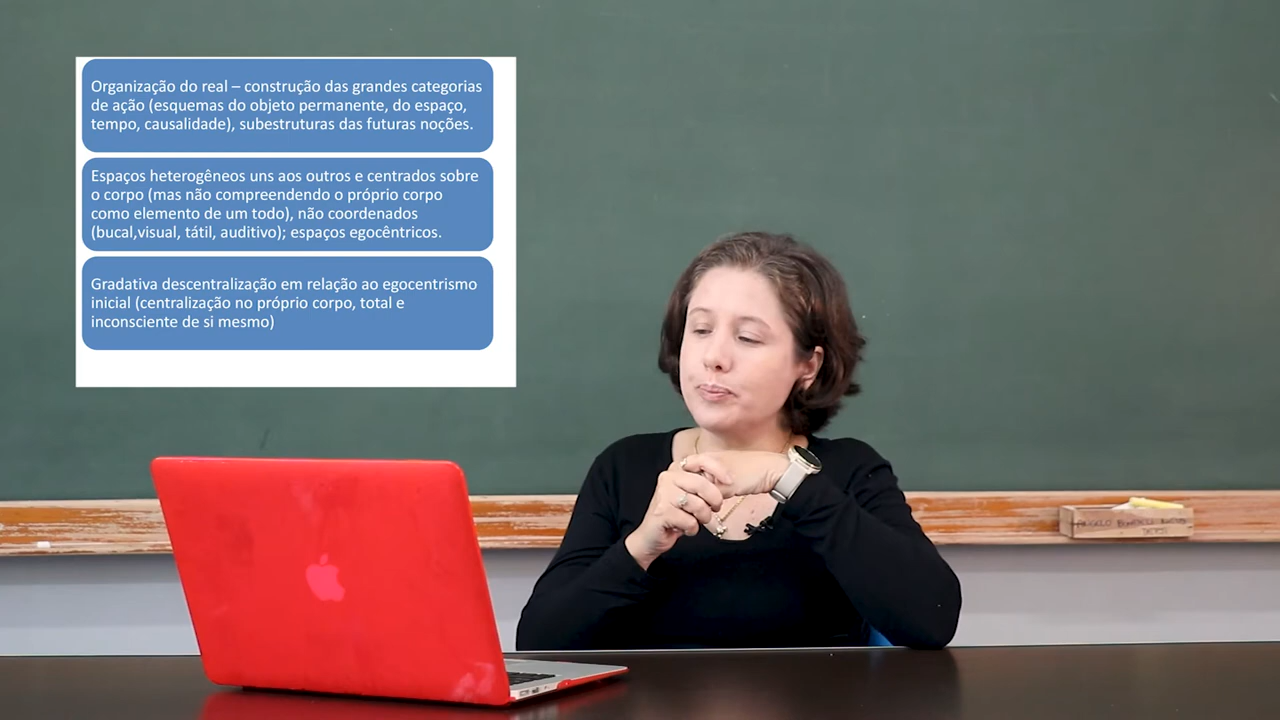 Organização do real – construção das grandes categorias
de ação (esquemas do objeto permanente, do espaço,
tempo, causalidade), subestruturas das futuras noções.
Espaços heterogêneos uns aos outros e centrados sobre
o corpo (mas não compreendendo o próprio corpo
como elemento de um todo), não coordenados
(bucal,visual, tátil, auditivo); espaços egocêntricos.
Gradativa descentralização em relação ao egocentrismo
inicial (centralização no próprio corpo, total e
inconsciente de si mesmo)